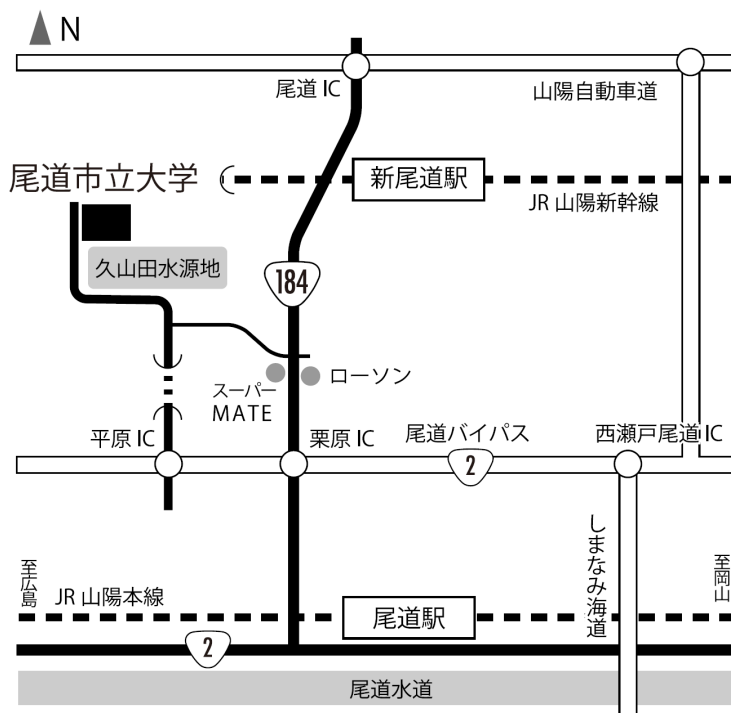 N
尾道 IC
山陽自動車道
尾道市立大学
新尾道駅
JR 山陽新幹線
久山田水源地
184
ローソン
スーパー
MATE
平原 IC
栗原 IC
尾道バイパス
2
西瀬戸尾道 IC
しまなみ海道
至広島
至岡山
JR 山陽本線
尾道駅
2
尾道水道